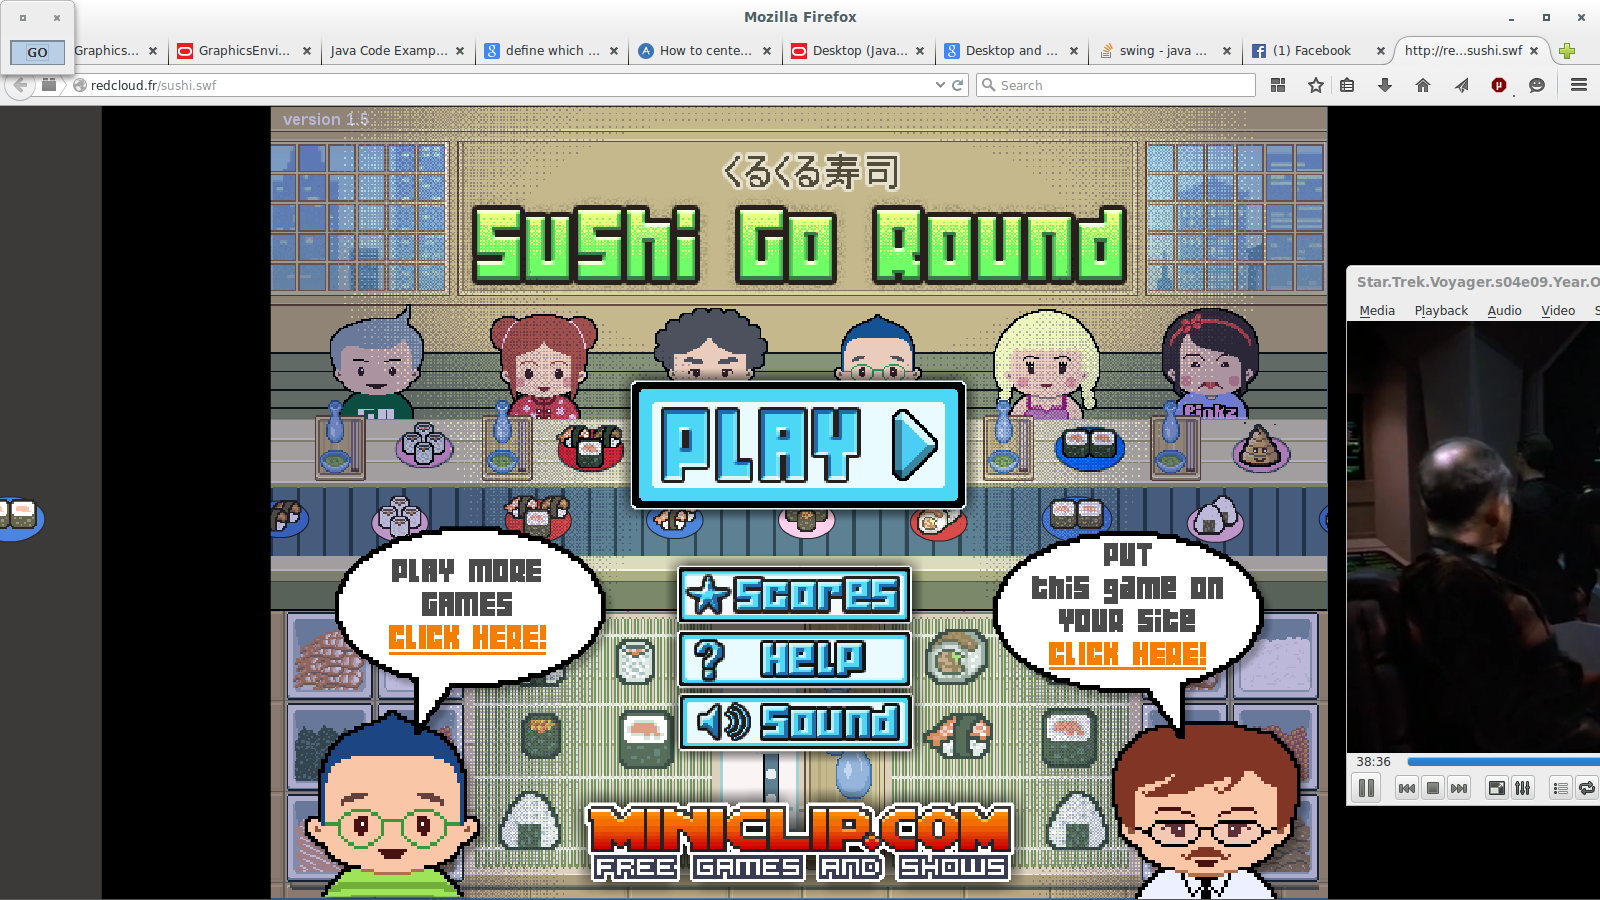 Mozilla Firefox
GO
Graphics...
GraphicsEnvi...
Java Code Examp...
define which ...
How to cente...
Desktop (Java...
Desktop and ...
swing - java ...
(1) Facebook
http://re...sushi.swf
redcloud.fr/sushi.swf
Search
version 1.5
くるくる寿司
Sushi Go Round
PLAY
Pinkz
PLAY MORE
GAMES
CLICK HERE!
Scores
Help
Sound
PUT
this game on
YOUR Site
CLICK HERE!
MINICLIP.COM
FREE GAMES AND SHOWS
Star.Trek.Voyager.s04e09.Year.O
Media Playback Audio Video S
38:36